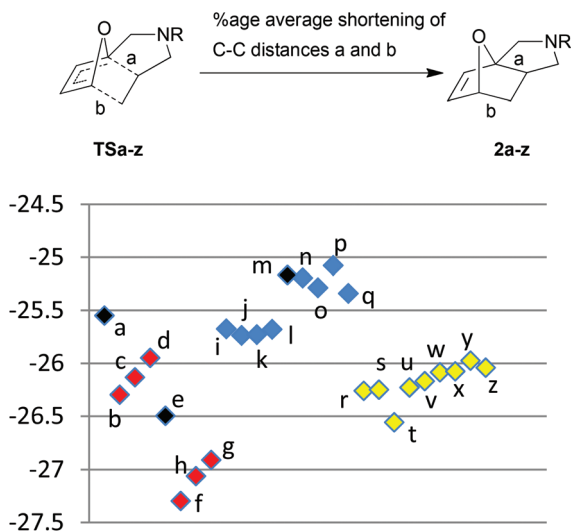 %age average shortening of
C-C distances a and b
O
NR
a
b
TSa-z
O
NR
a
b
2a-z
-24.5
-25
-25.5
-26
-26.5
-27
-27.5
a
b
c
d
e
f
h
g
i
j
k
l
m
n
o
p
q
r
s
t
u
v
w
x
y
z